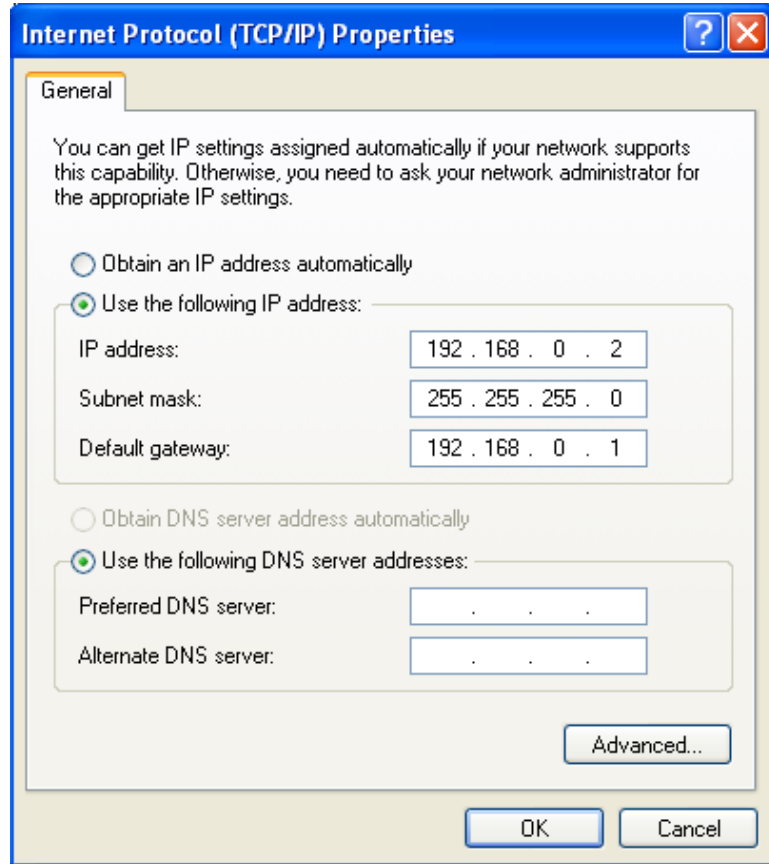 Internet Protocol (TCP/IP) Properties
General
You can get IP settings assigned automatically if your network supports
this capability. Otherwise, you need to ask your network administrator for
the appropriate IP settings.
Obtain an IP address automatically
Use the following IP address:
IP address: 192 . 168 . 0 . 2
Subnet mask: 255 . 255 . 255 . 0
Default gateway: 192 . 168 . 0 . 1
Obtain DNS server address automatically
Use the following DNS server addresses:
Preferred DNS server: . . .
Alternate DNS server: . . .
Advanced...
OK Cancel